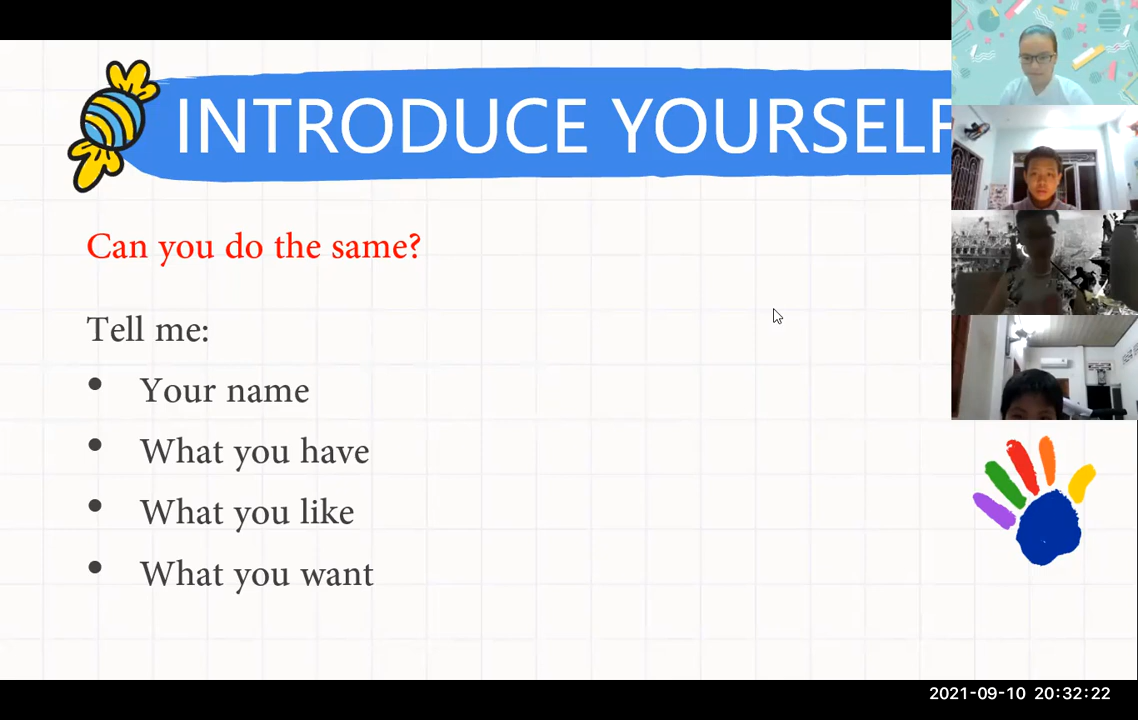 INTRODUCE YOURSELF
Can you do the same?
Tell me:
• Your name
• What you have
• What you like
• What you want
2021-09-10 20:32:22